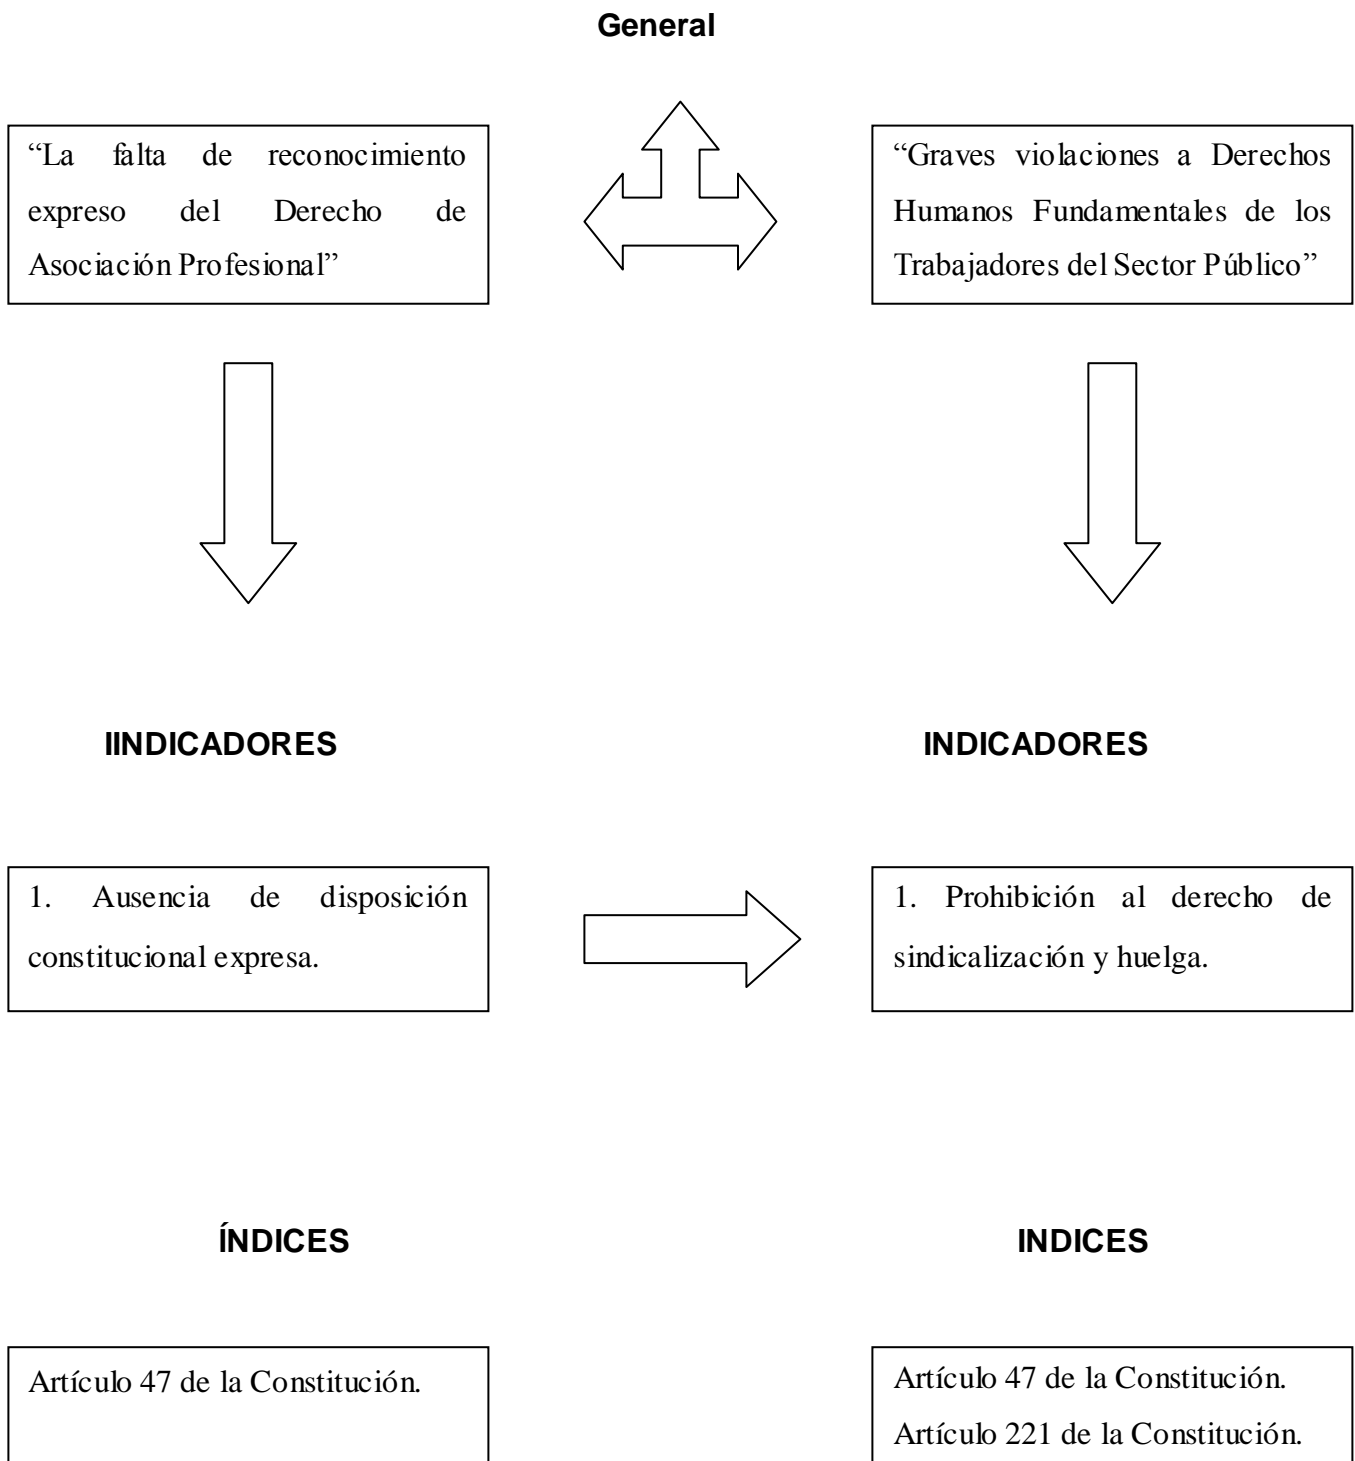 General
“La falta de reconocimiento
expreso del Derecho de
Asociación Profesional”
“Graves violaciones a Derechos
Humanos Fundamentales de los
Trabajadores del Sector Público”
IINDICADORES
INDICADORES
1. Ausencia de disposición
constitucional expresa.
1. Prohibición al derecho de
sindicalización y huelga.
ÍNDICES
INDICES
Artículo 47 de la Constitución.
Artículo 47 de la Constitución.
Artículo 221 de la Constitución.